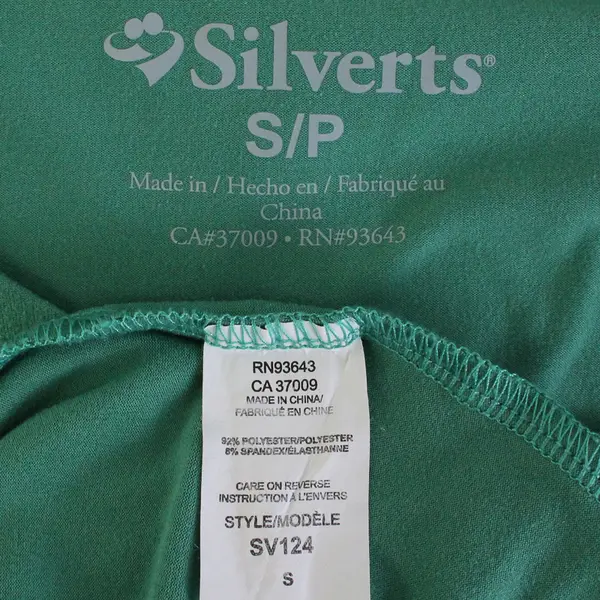 Silverts®
S/P
Made in / Hecho en / Fabriqué au
China
CA#37009 • RN#93643
RN93643
CA 37009
MADE IN CHINA/
FABRIQUÉ EN CHINE
92% POLYESTER/POLYESTER
8% SPANDEX/ÉLASTHANNE
CARE ON REVERSE
INSTRUCTION A L'ENVERS
STYLE/MODÈLE
SV124
S